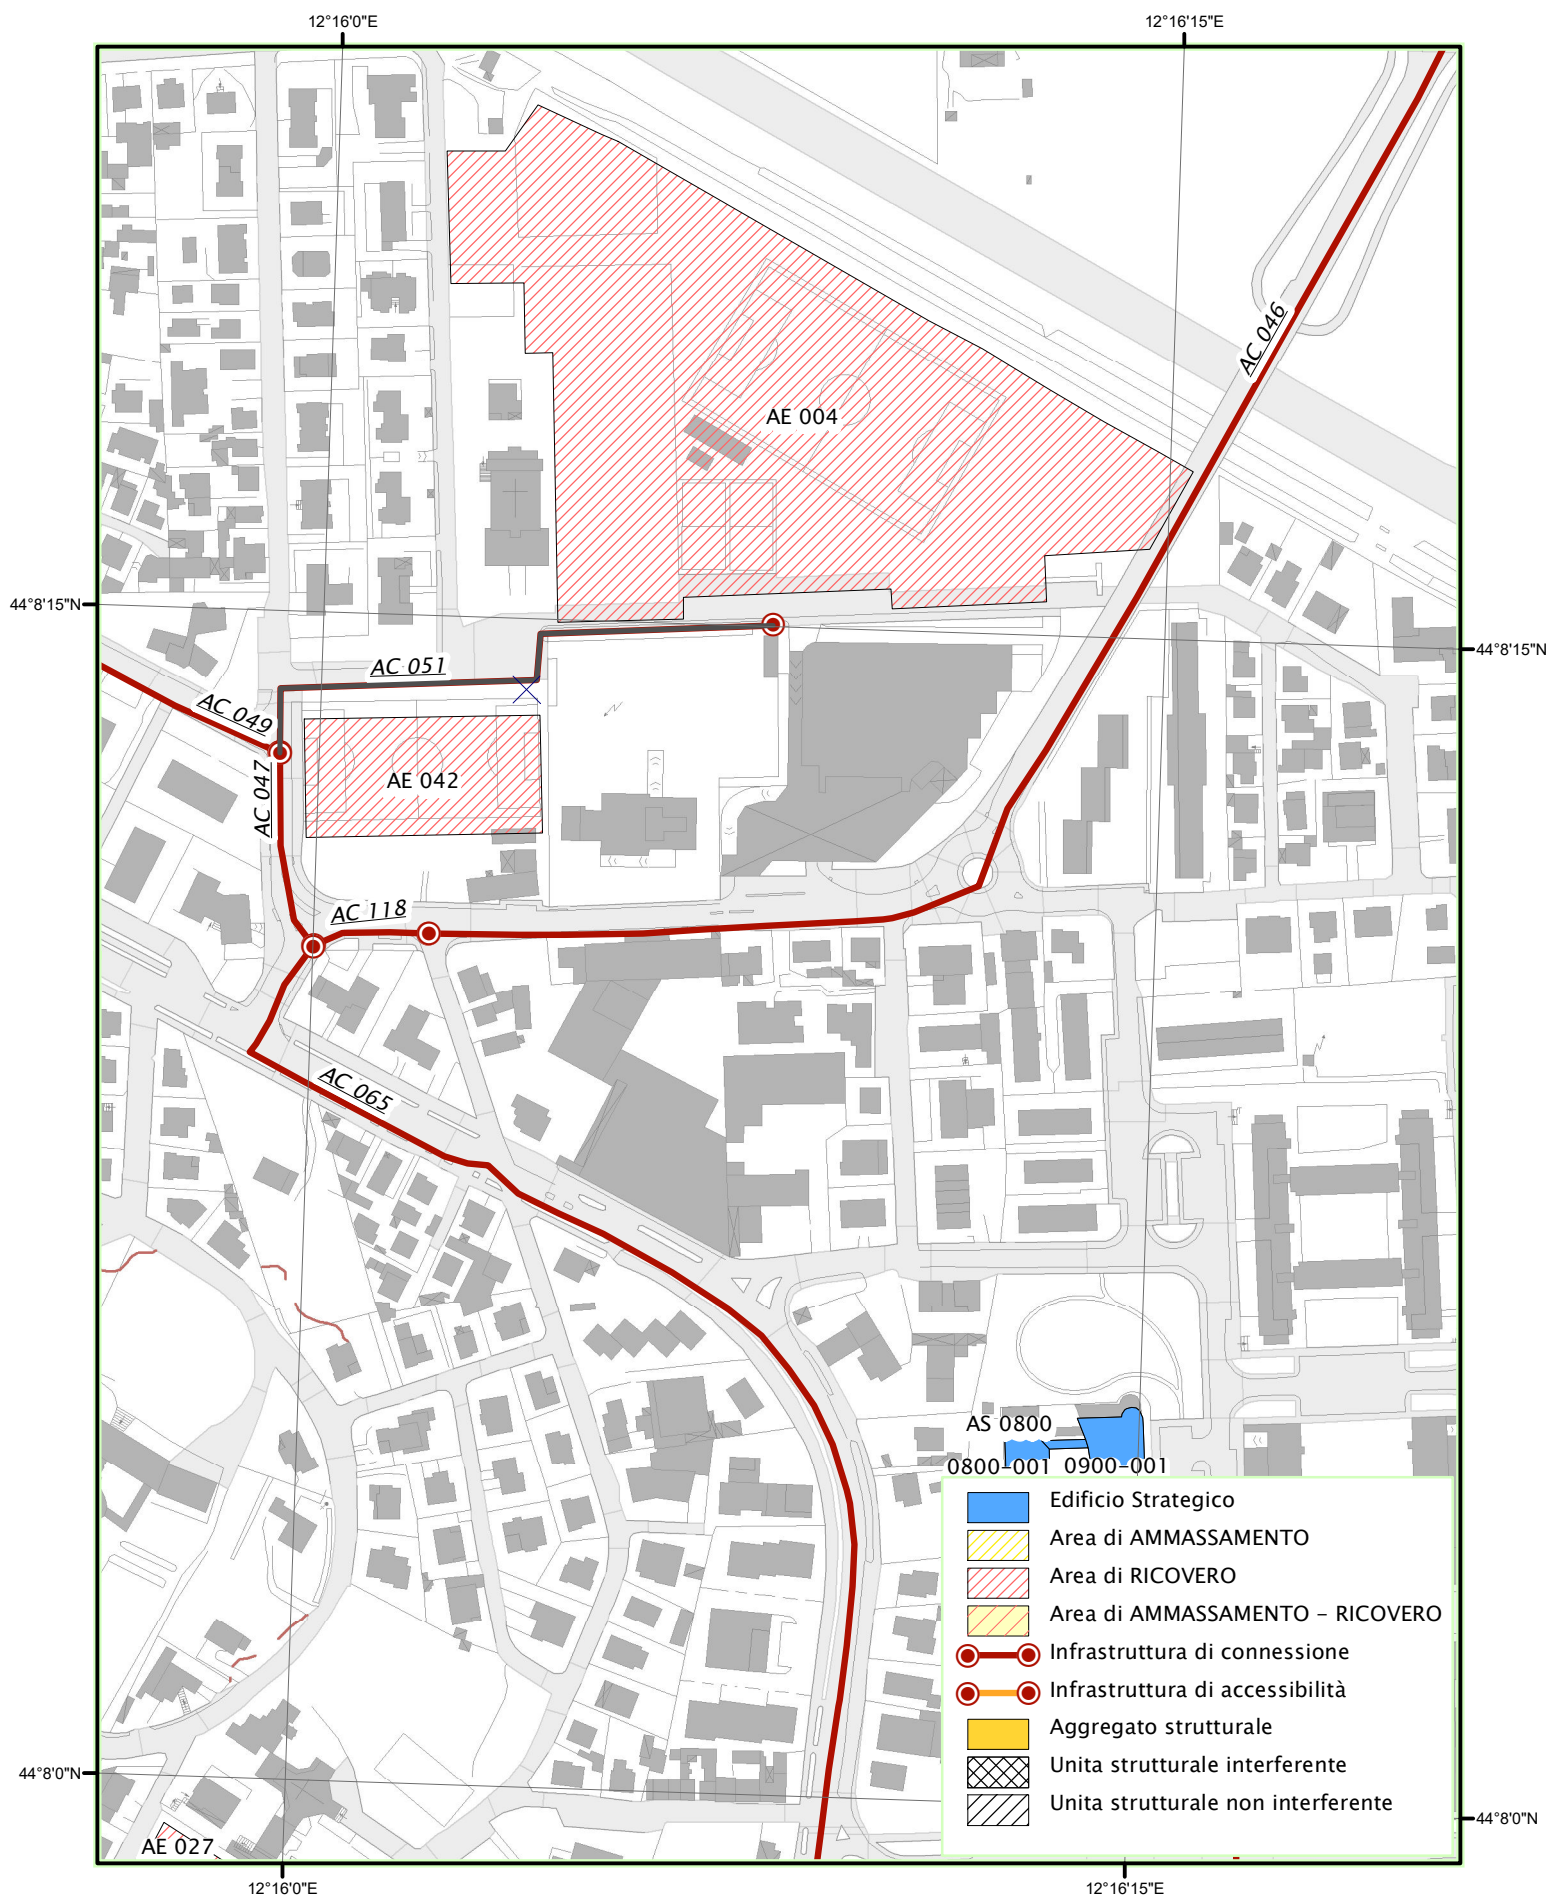 12°16'0"E
12°16'15"E
AC 046
AE 004
44°8'15"N
44°8'15"N
AC 051
AC 049
AC 047
AE 042
AC 118
AC 065
AS 0800
0800-001
0900-001
Edificio Strategico
Area di AMMASSAMENTO
Area di RICOVERO
Area di AMMASSAMENTO - RICOVERO
Infrastruttura di connessione
Infrastruttura di accessibilità
Aggregato strutturale
Unita strutturale interferente
Unita strutturale non interferente
44°8'0"N
44°8'0"N
AE 027
12°16'0"E
12°16'15"E